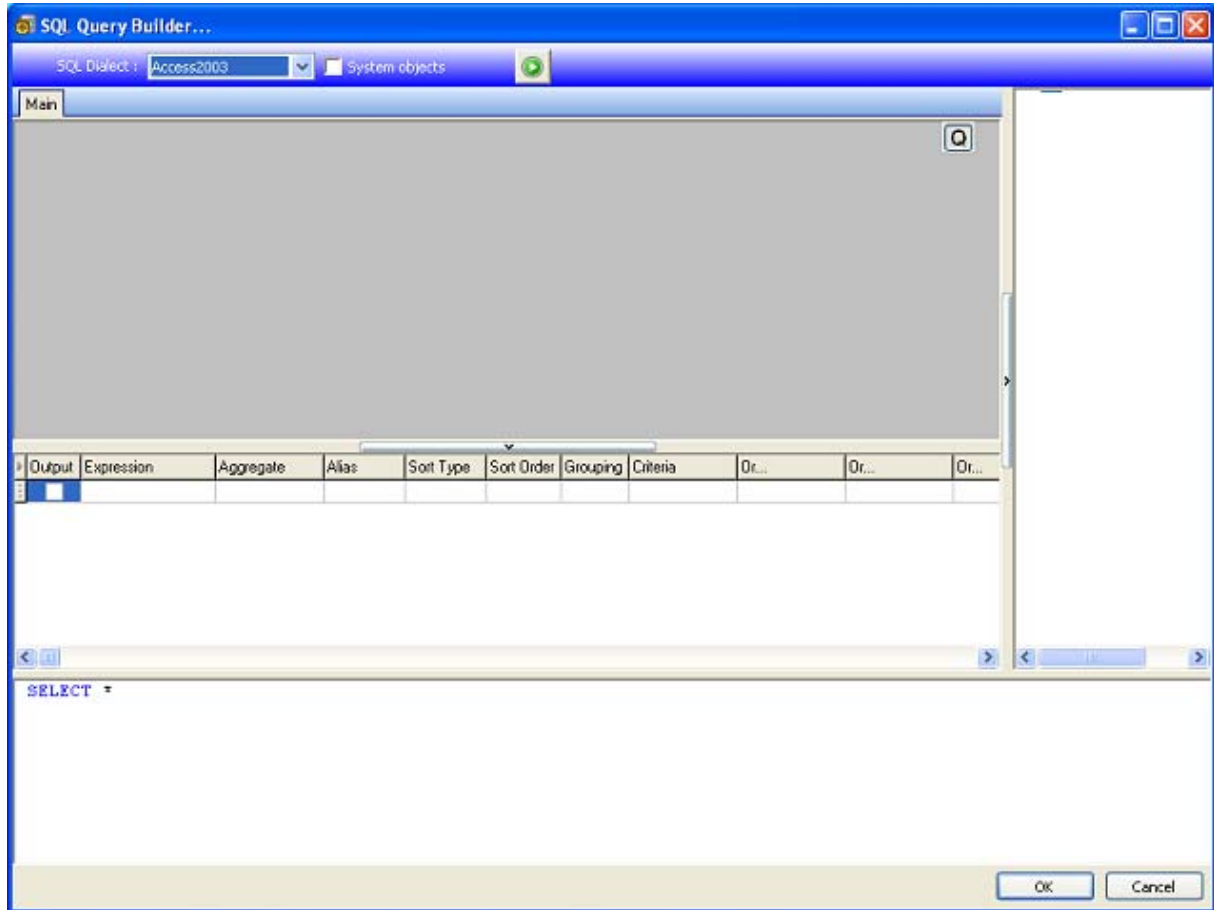 SQL Query Builder...
SQL Dialect : Access2003 System objects
Main
Q
Output Expression Aggregate Alias Sort Type Sort Order Grouping Criteria Or... Or... Or...
SELECT *
OK Cancel